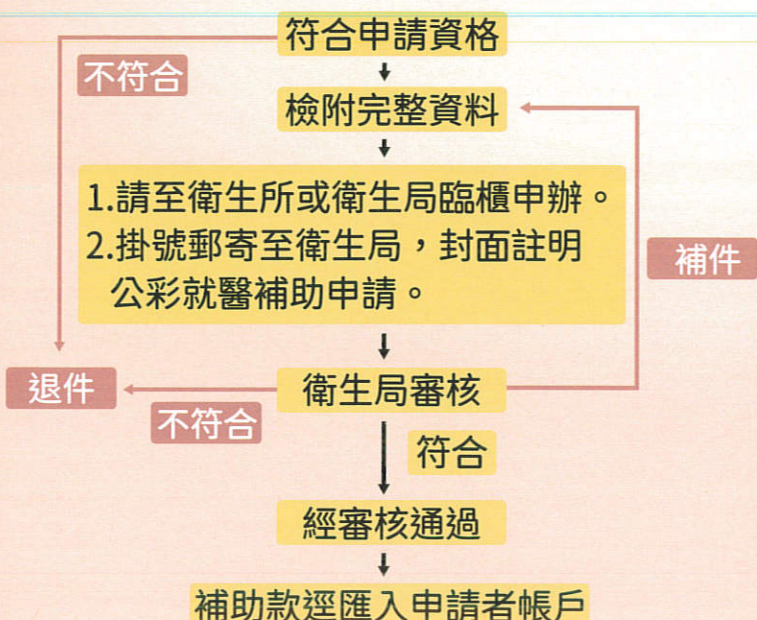 符合申請資格
不符合
檢附完整資料
1.請至衛生所或衛生局臨櫃申辦。
2.掛號郵寄至衛生局，封面註明
公彩就醫補助申請。
補件
退件
衛生局審核
不符合
符合
經審核通過
補助款逕匯入申請者帳戶